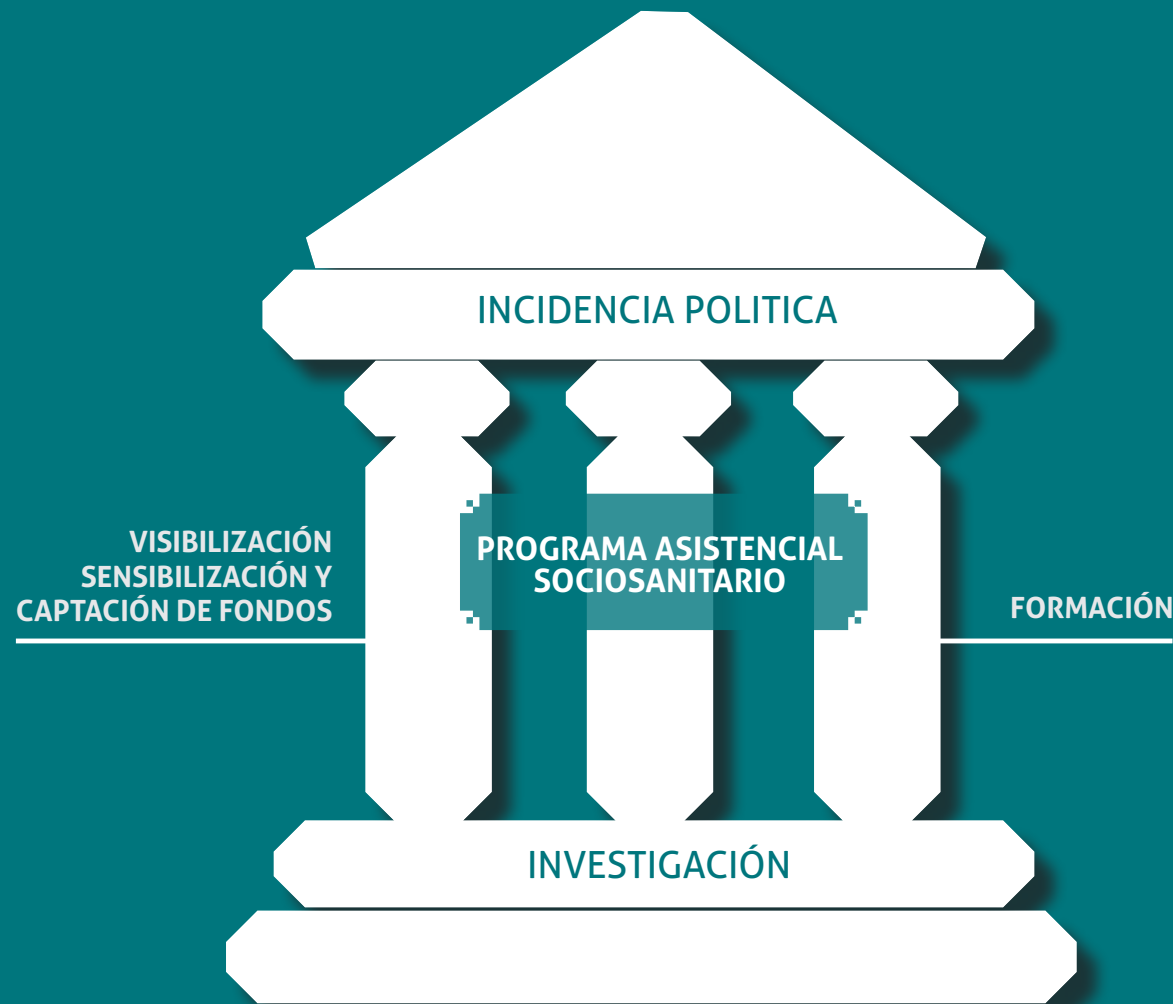 INCIDENCIA POLITICA
VISIBILIZACIÓN
SENSIBILIZACIÓN Y
CAPTACIÓN DE FONDOS
PROGRAMA ASISTENCIAL
SOCIOSANITARIO
FORMACIÓN
INVESTIGACIÓN